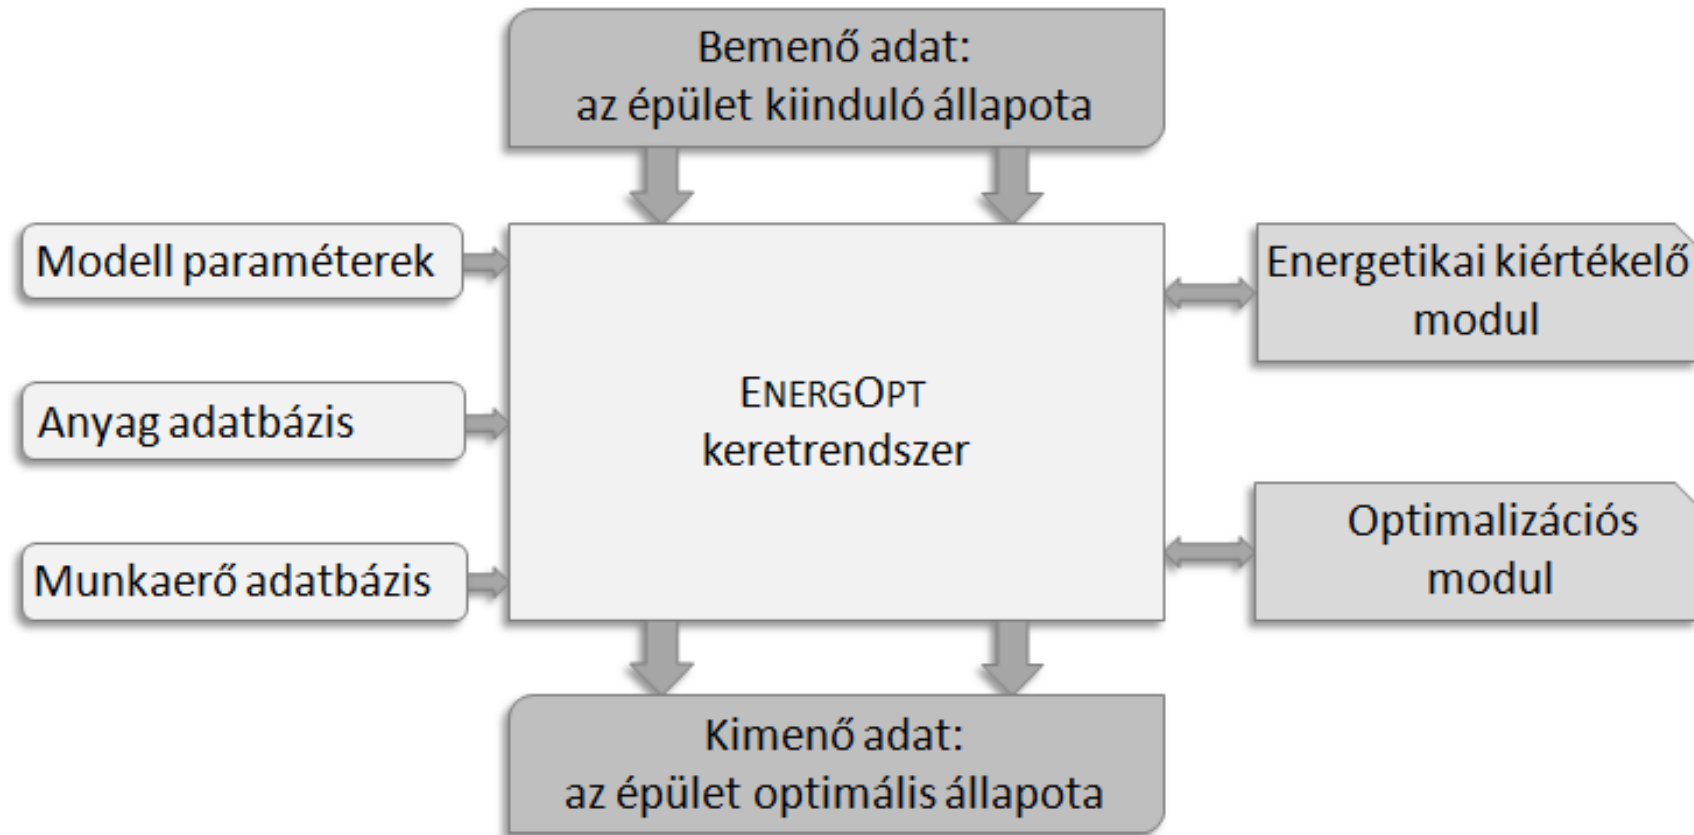 Bemenő adat:
az épület kiinduló állapota
Modell paraméterek
Anyag adatbázis
Munkaerő adatbázis
ENERGOPT
keretrendszer
Energetikai kiértékelő
modul
Optimalizációs
modul
Kimenő adat:
az épület optimális állapota